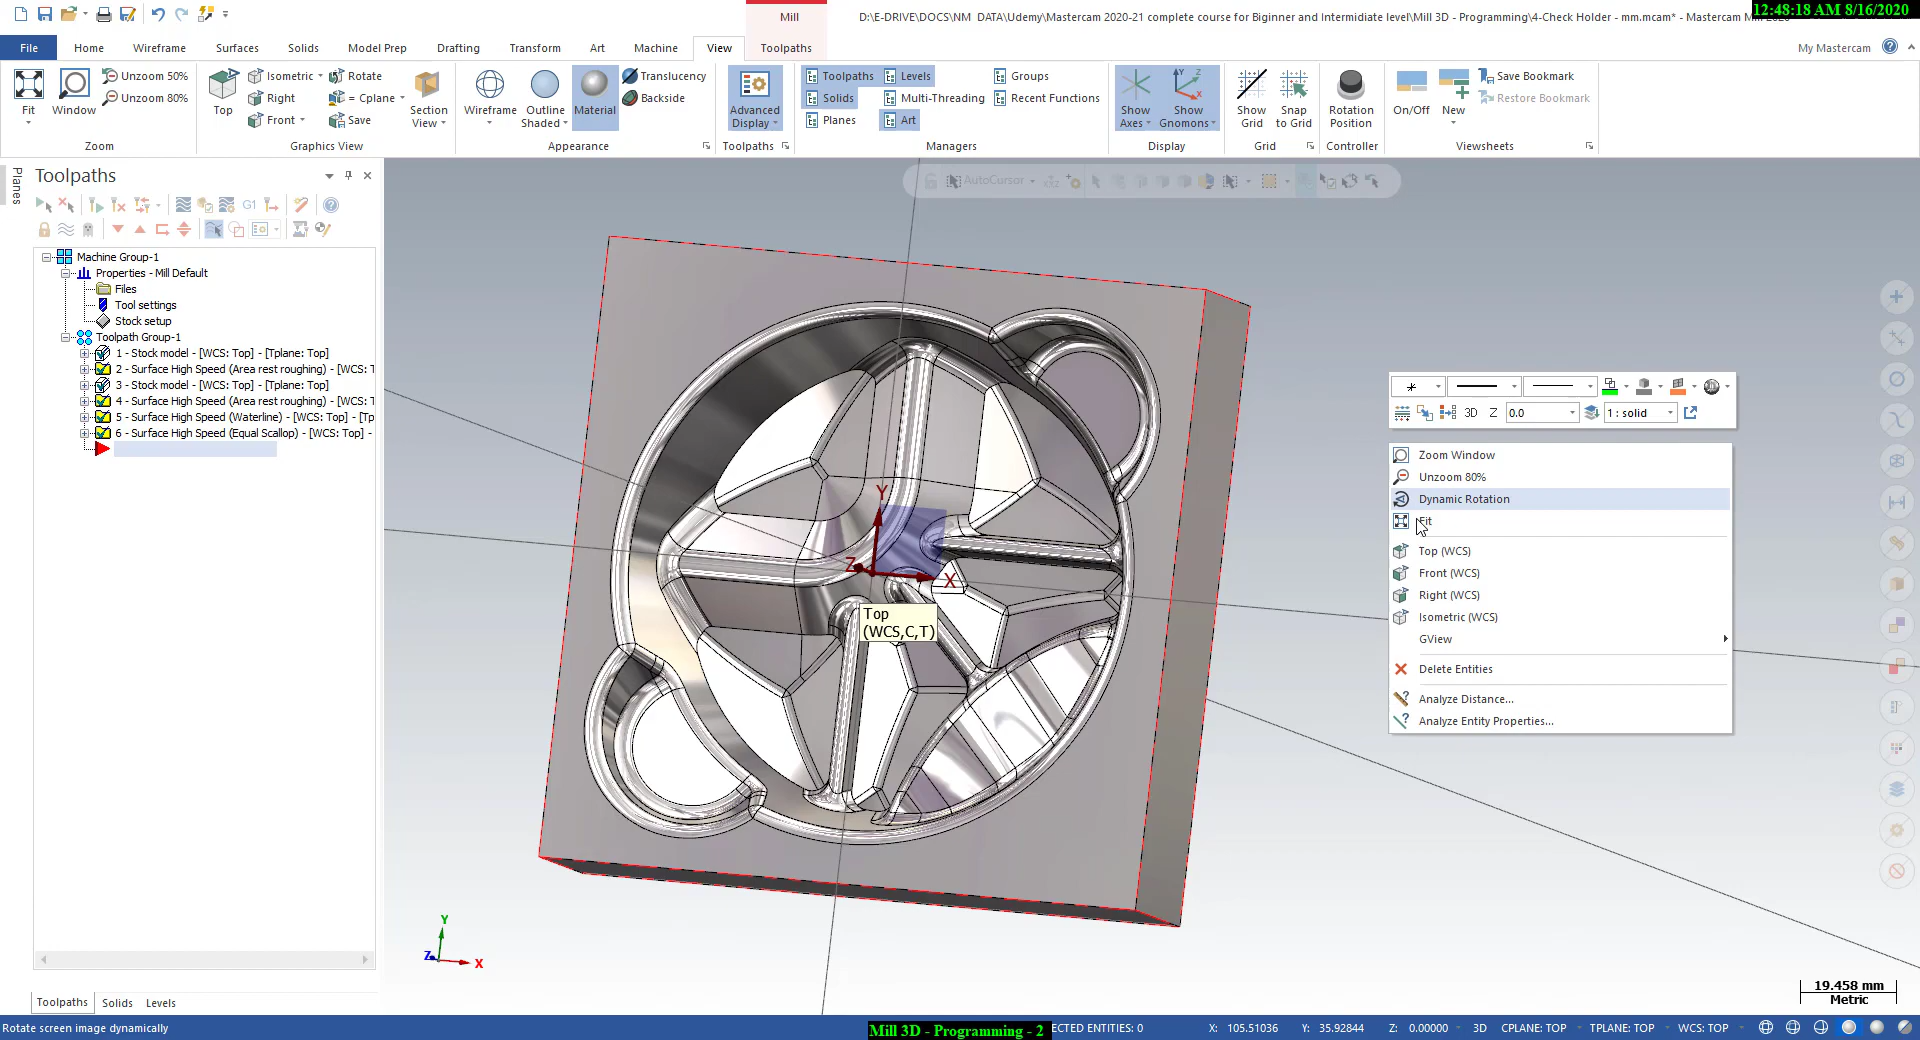 Mill
D:\E-DRIVE\DOCS\NM DATA\Udemy\Mastercam 2020-21 complete course for Biginner and Intermidiate level\Mill 3D - Programming\4-Check Holder - mm.mcam* - Mastercam
12:48:18 AM 8/16/2020
File Home Wireframe Surfaces Solids Model Prep Drafting Transform Art Machine View Toolpaths My Mastercam
Unzoom 50% Isometric Rotate Translucency Toolpaths Levels Groups Save Bookmark
Unzoom 80% Right = Cplane Backside Solids Multi-Threading Recent Functions Restore Bookmark
Fit Window Top Front Save Section View Wireframe Outline Shaded Material Advanced Display Planes Art Show Axes Show Gnomons Show Grid Snap to Grid Rotation Position On/Off New
Zoom Graphics View Appearance Toolpaths Managers Display Grid Controller Viewsheets
Planes
Toolpaths
AutoCursor
G1
Machine Group-1
Properties - Mill Default
Files
Tool settings
Stock setup
Toolpath Group-1
1 - Stock model - [WCS: Top] - [Tplane: Top]
2 - Surface High Speed (Area rest roughing) - [WCS: T
3 - Stock model - [WCS: Top] - [Tplane: Top]
4 - Surface High Speed (Area rest roughing) - [WCS: T
5 - Surface High Speed (Waterline) - [WCS: Top] - [Tp
6 - Surface High Speed (Equal Scallop) - [WCS: Top] -
Y
Z
X
Top
(WCS,C,T)
3D Z 0.0 1 : solid
Zoom Window
Unzoom 80%
Dynamic Rotation
Fit
Top (WCS)
Front (WCS)
Right (WCS)
Isometric (WCS)
GView
Delete Entities
Analyze Distance...
Analyze Entity Properties...
Y
Z
X
19.458 mm
Metric
Toolpaths Solids Levels
Rotate screen image dynamically
Mill 3D - Programming - 2
ECTED ENTITIES: 0 X: 105.51036 Y: 35.92844 Z: 0.00000 3D CPLANE: TOP TPLANE: TOP WCS: TOP